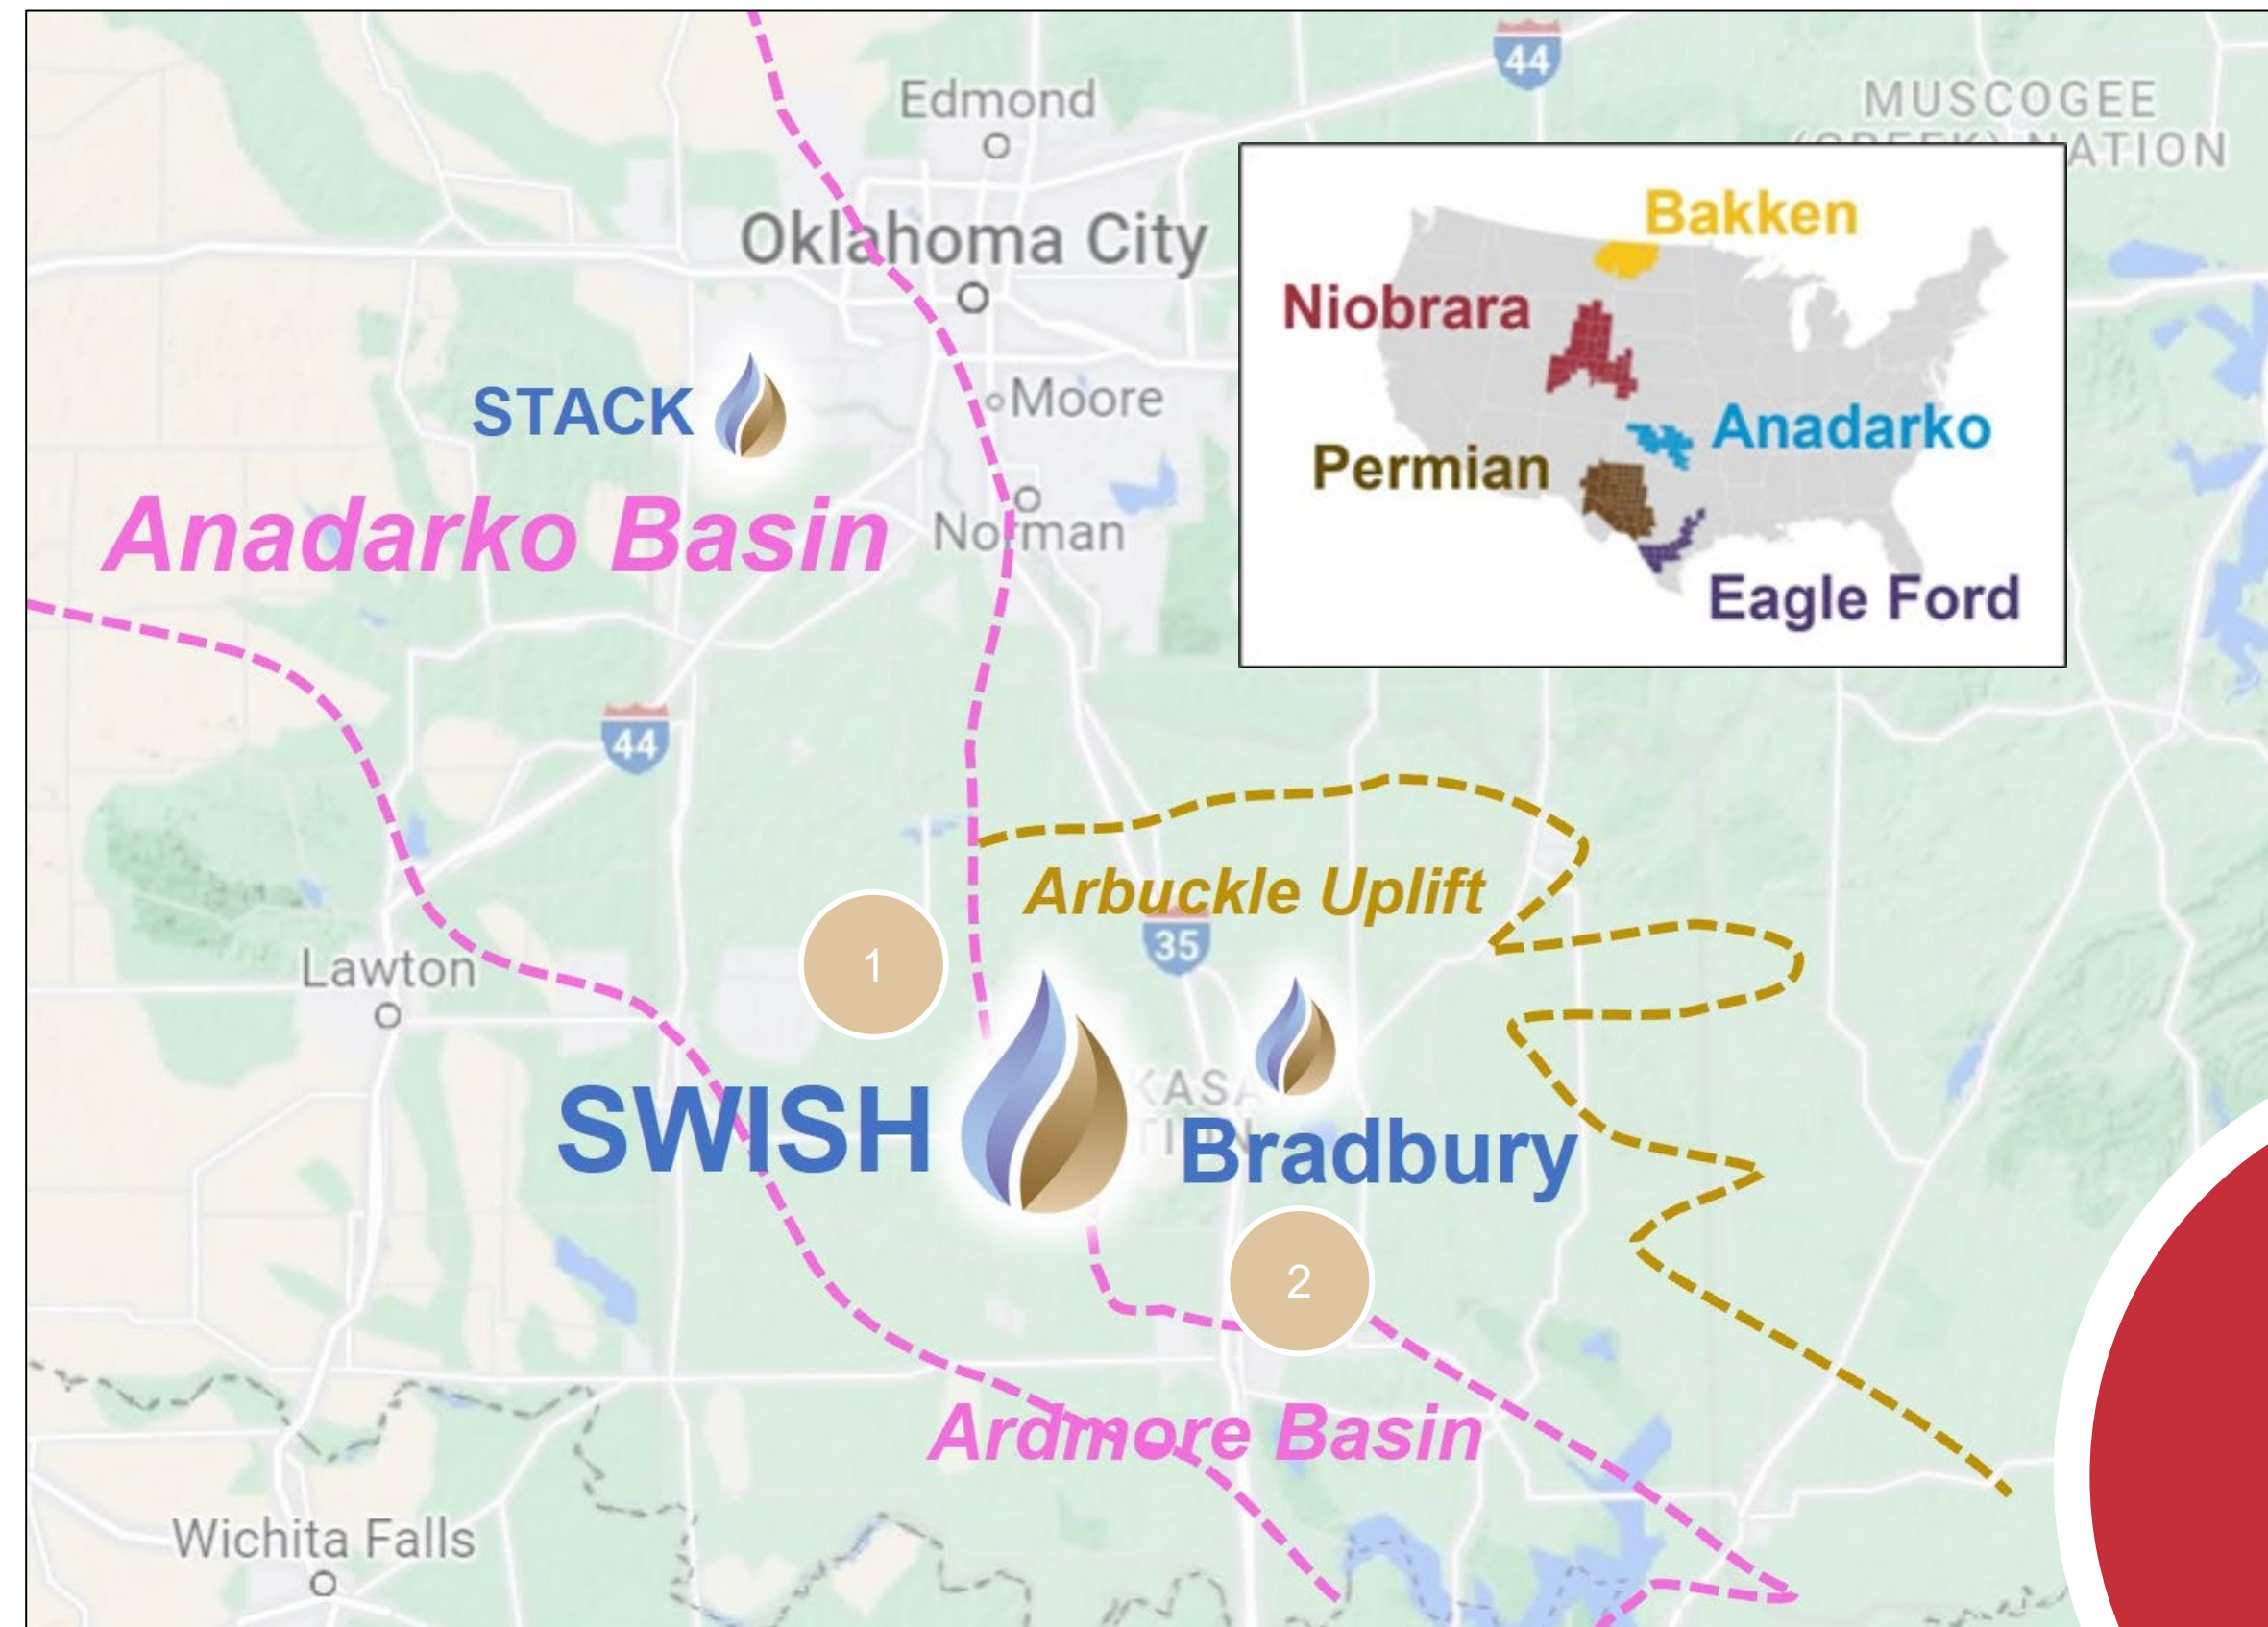 44
Edmond
MUSCOGEE
(CREEK) NATION
Oklahoma City
Bakken
Niobrara
Moore
STACK
Anadarko
Permian
Anadarko Basin
Norman
Eagle Ford
44
Arbuckle Uplift
35
1
Lawton
SWISH
Bradbury
2
Ardmore Basin
Wichita Falls